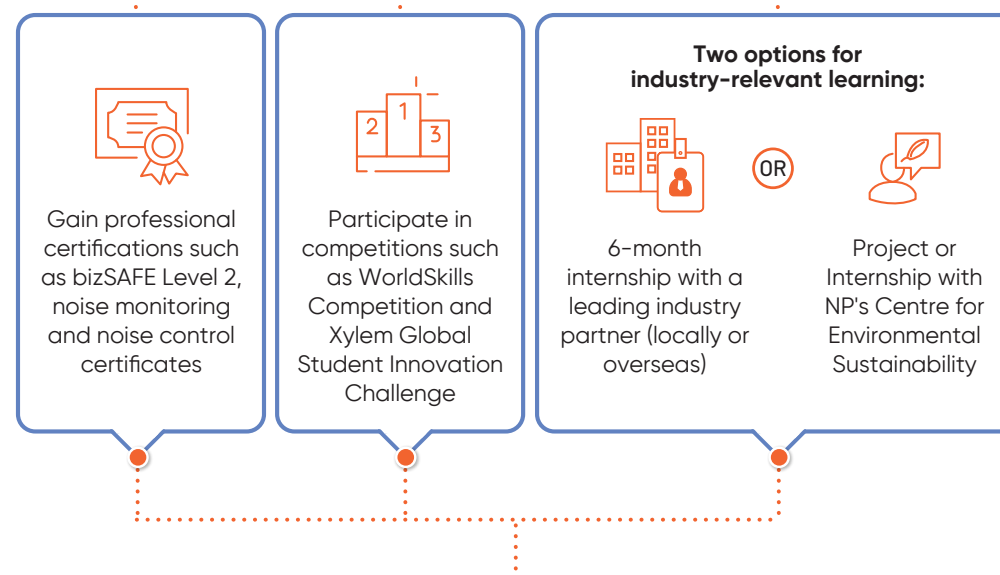 Gain professional
certifications such
as bizSAFE Level 2,
noise monitoring
and noise control
certificates
2
1
3
Participate in
competitions such
as WorldSkills
Competition and
Xylem Global
Student Innovation
Challenge
Two options for
industry-relevant learning:
6-month
internship with a
leading industry
partner (locally or
overseas)
OR
Project or
Internship with
NP's Centre for
Environmental
Sustainability